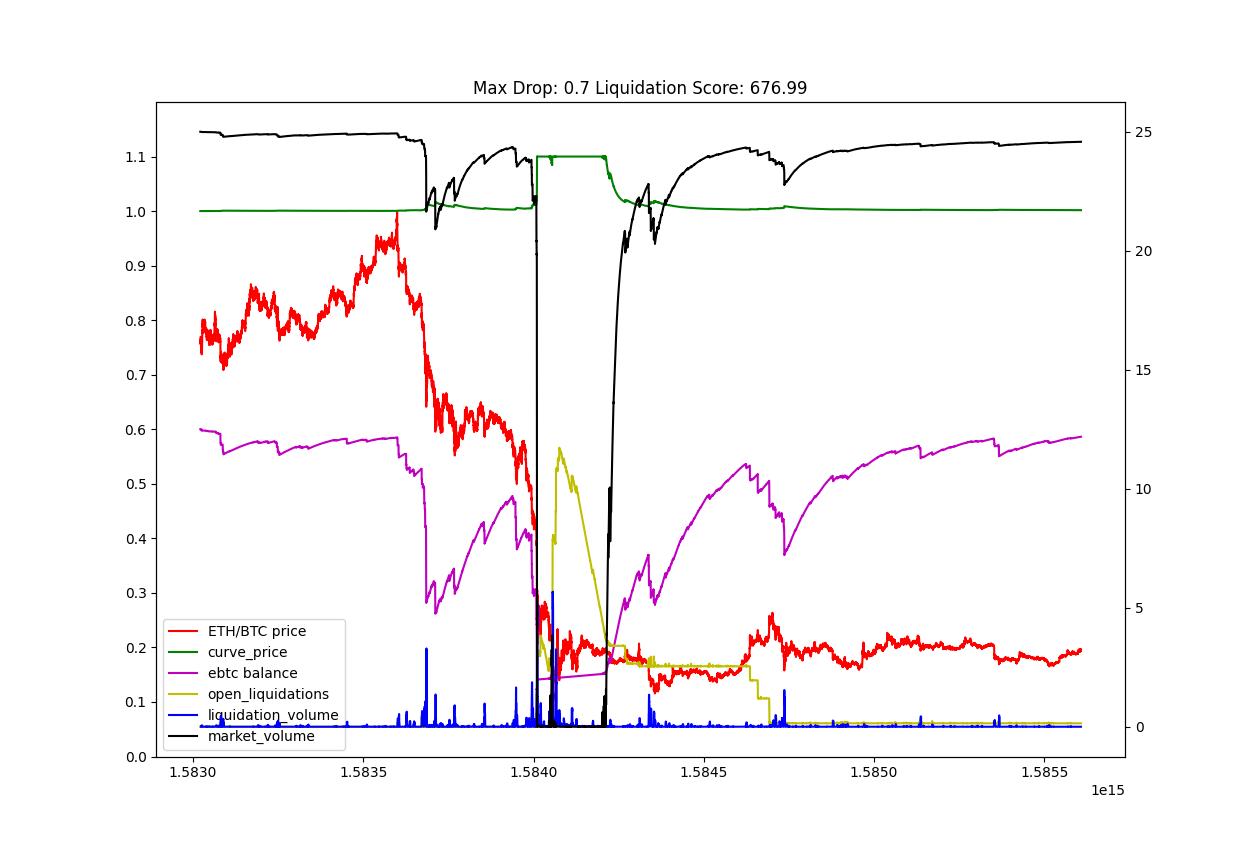 Max Drop: 0.7 Liquidation Score: 676.99
1.1
1.0
0.9
0.8
0.7
0.6
0.5
0.4
0.3
0.2
0.1
0.0
25
20
15
10
5
0
ETH/BTC price
curve_price
ebtc balance
open_liquidations
liquidation_volume
market_volume
1.5830 1.5835 1.5840 1.5845 1.5850 1.5855
1e15